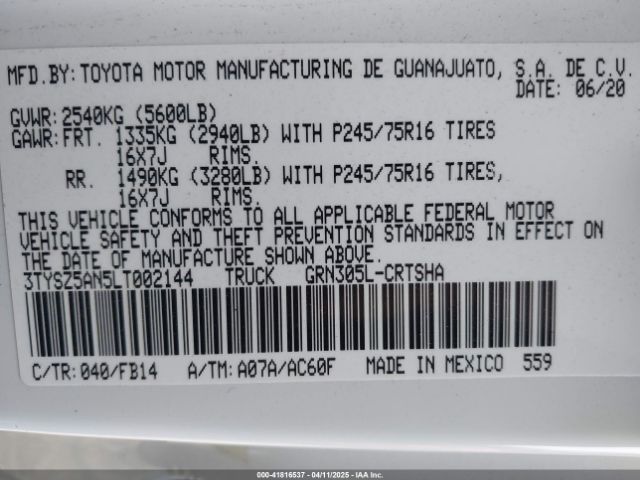 MFD.BY: TOYOTA MOTOR MANUFACTURING DE GUANAJUATO, S.A. DE C.V.
DATE: 06/20
GVWR: 2540KG (5600LB)
GAWR: FRT. 1335KG (2940LB) WITH P245/75R16 TIRES
16X7J RIMS.
RR. 1490KG (3280LB) WITH P245/75R16 TIRES,
16X7J RIMS.
THIS VEHICLE CONFORMS TO ALL APPLICABLE FEDERAL MOTOR
VEHICLE SAFETY AND THEFT PREVENTION STANDARDS IN EFFECT ON
THE DATE OF MANUFACTURE SHOWN ABOVE.
3TYSZ5AN5LT002144 TRUCK GRN305L-CRTSHA
C/TR: 040/FB14 A/TM: A07A/AC60F MADE IN MEXICO 559
000-41816537 - 04/11/2025 - IAA Inc.